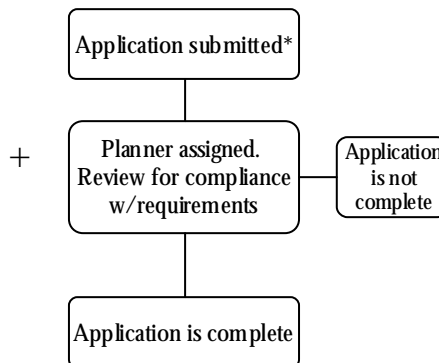 Application submitted*
+
Planner assigned.
Review for compliance
w/requirements
Application
is not
complete
Application is complete